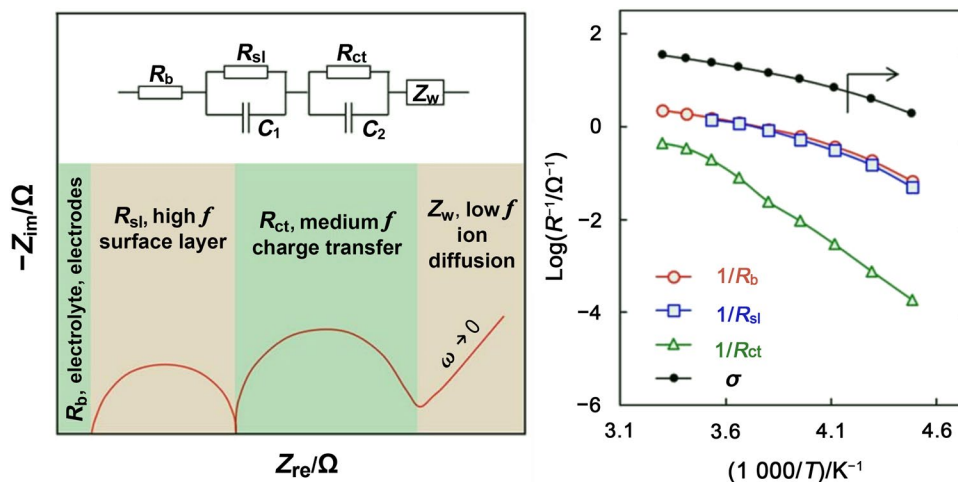 R_b
R_sl
C_1
R_ct
C_2
Z_w
−Z_im/Ω
R_b, electrolyte, electrodes
R_sl, high f
surface layer
R_ct, medium f
charge transfer
Z_w, low f
ion
diffusion
ω → 0
Z_re/Ω
Log(R⁻¹/Ω⁻¹)
2
0
−2
−4
−6
1/R_b
1/R_sl
1/R_ct
σ
3.1
3.6
4.1
4.6
(1 000/T)/K⁻¹